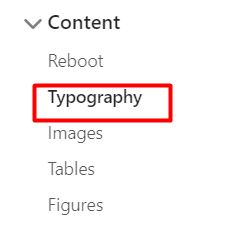 Content
Reboot
Typography
Images
Tables
Figures